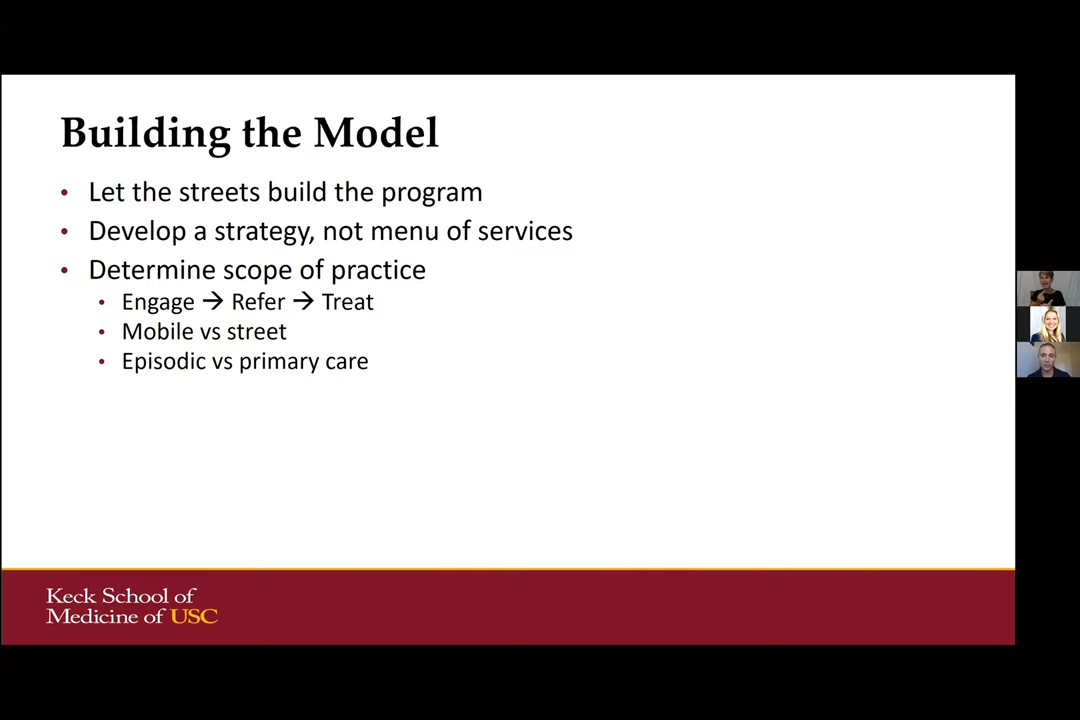 Building the Model
• Let the streets build the program
• Develop a strategy, not menu of services
• Determine scope of practice
• Engage → Refer → Treat
• Mobile vs street
• Episodic vs primary care
Keck School of
Medicine of USC